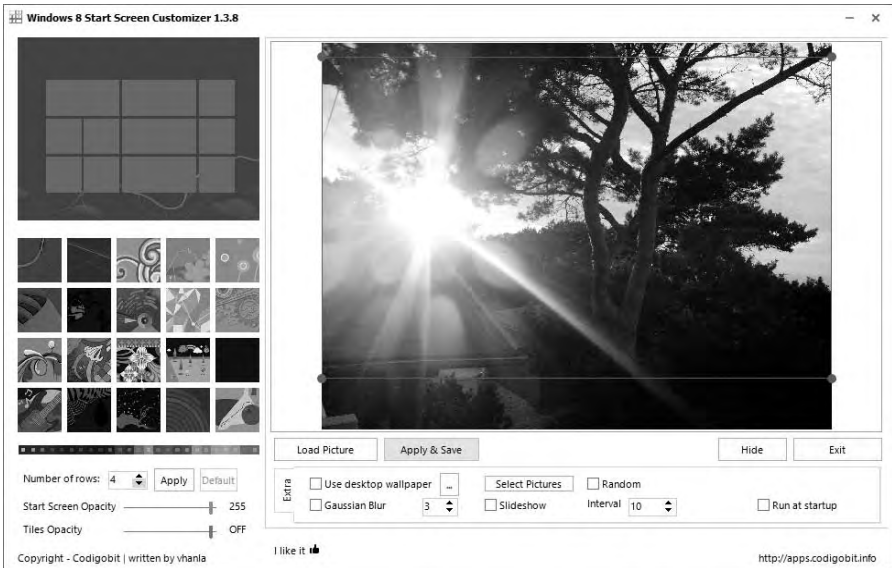 Windows 8 Start Screen Customizer 1.3.8
Load Picture Apply & Save Hide Exit
Number of rows: 4 Apply Default
Start Screen Opacity 255
Tiles Opacity OFF
Extra
Use desktop wallpaper ... Select Pictures Random
Gaussian Blur 3 Slideshow Interval 10 Run at startup
I like it
Copyright - Codigobit | written by vhanla
http://apps.codigobit.info